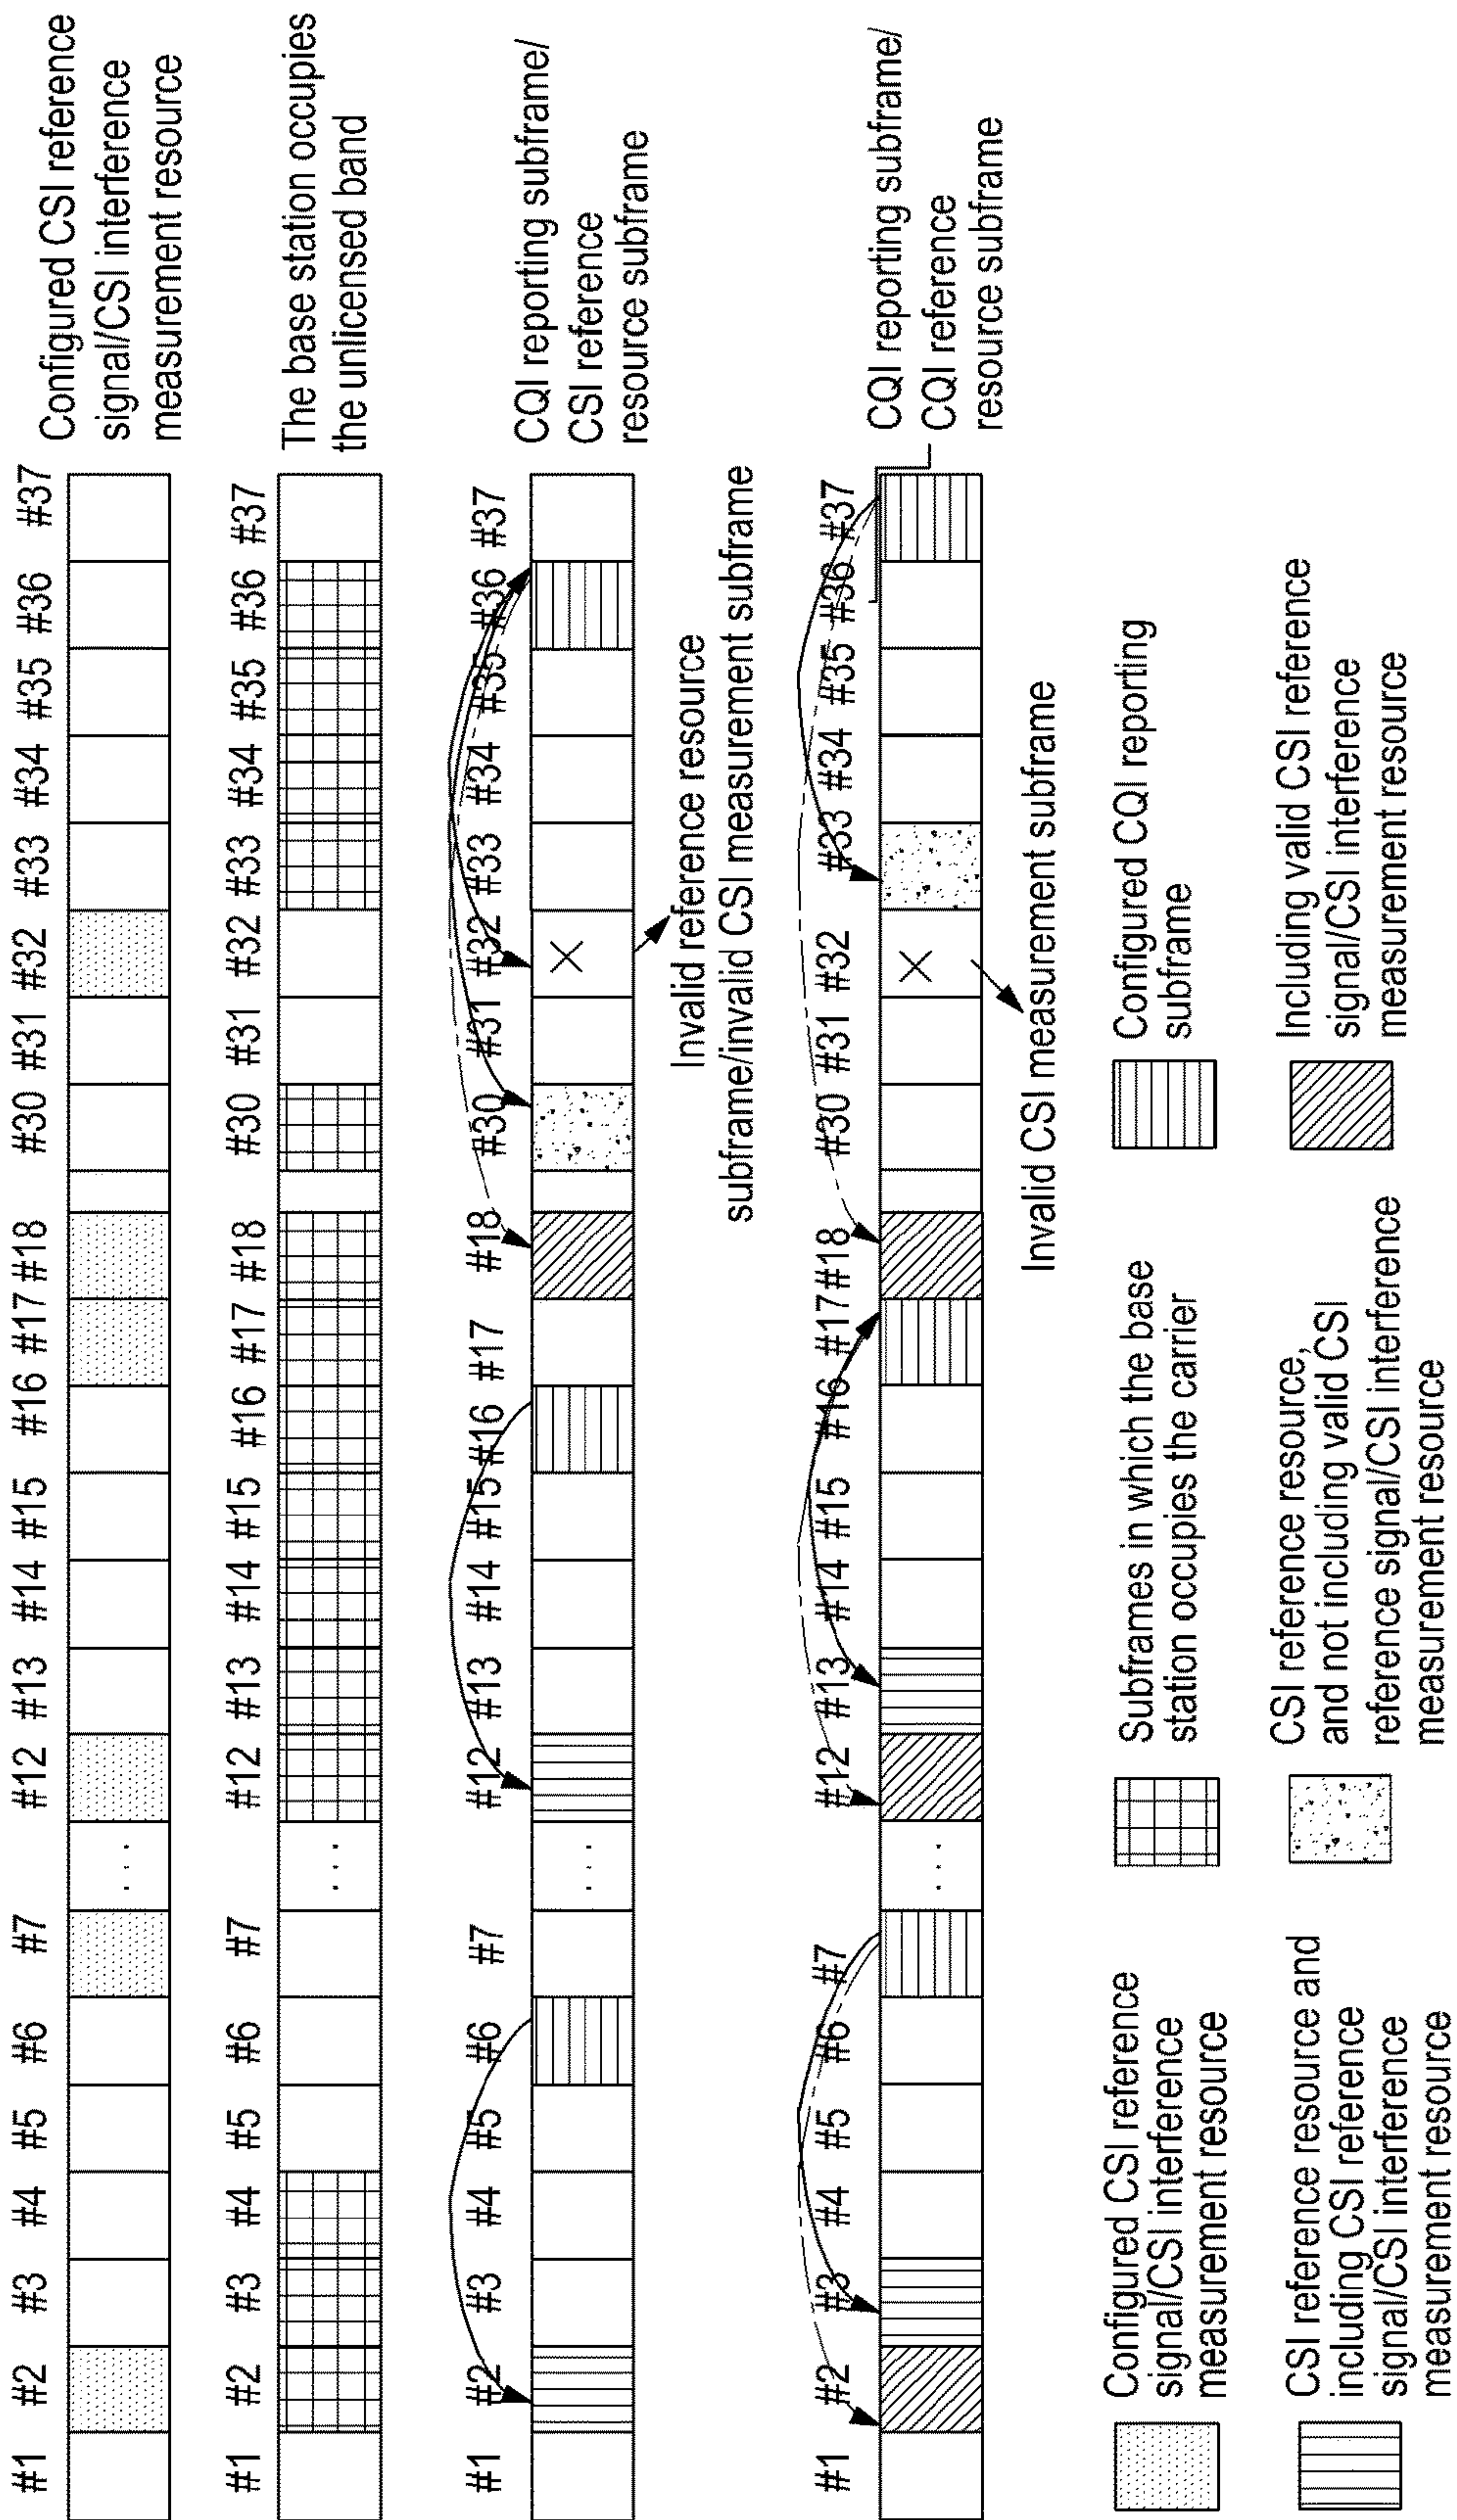 #1 #2 #3 #4 #5 #6 #7 ... #12 #13 #14 #15 #16 #17 #18 #30 #31 #32 #33 #34 #35 #36 #37
Configured CSI reference
signal/CSI interference
measurement resource
#1 #2 #3 #4 #5 #6 #7 ... #12 #13 #14 #15 #16 #17 #18 #30 #31 #32 #33 #34 #35 #36 #37
The base station occupies
the unlicensed band
#1 #2 #3 #4 #5 #6 #7 ... #12 #13 #14 #15 #16 #17 #18 #30 #31 #32 #33 #34 #35 #36 #37
CQI reporting subframe/
CSI reference
resource subframe
Invalid reference resource
subframe/invalid CSI measurement subframe
#1 #2 #3 #4 #5 #6 #7 ... #12 #13 #14 #15 #16 #17 #18 #30 #31 #32 #33 #34 #35 #36 #37
CQI reporting subframe/
CQI reference
resource subframe
Invalid CSI measurement subframe
Configured CSI reference
signal/CSI interference
measurement resource
Subframes in which the base
station occupies the carrier
Configured CQI reporting
subframe
CSI reference resource and
including CSI reference
signal/CSI interference
measurement resource
CSI reference resource,
and not including valid CSI
reference signal/CSI interference
measurement resource
Including valid CSI reference
signal/CSI interference
measurement resource